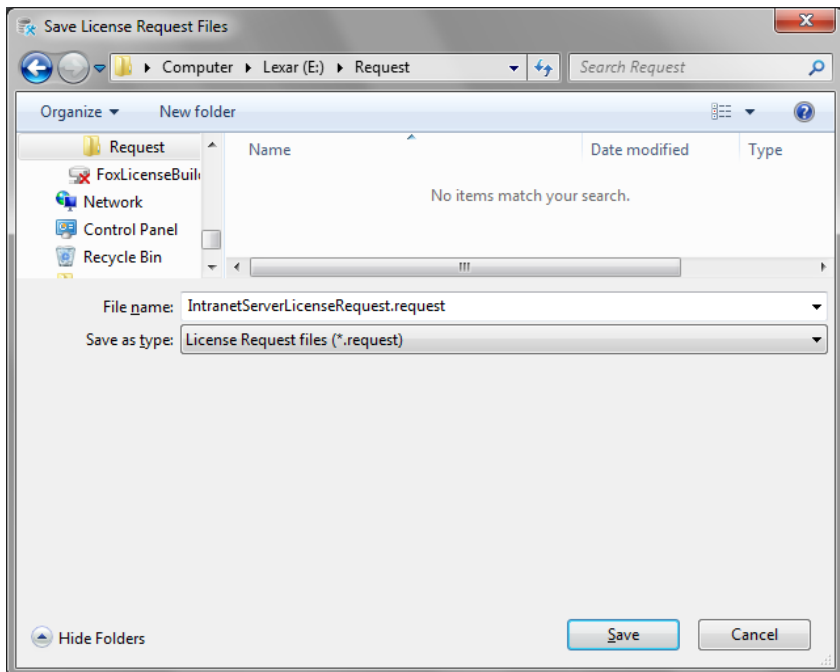 Save License Request Files
Computer Lexar (E:) Request Search Request
Organize New folder
Request Name Date modified Type
FoxLicenseBuil
Network No items match your search.
Control Panel
Recycle Bin
File name: IntranetServerLicenseRequest.request
Save as type: License Request files (*.request)
Hide Folders Save Cancel